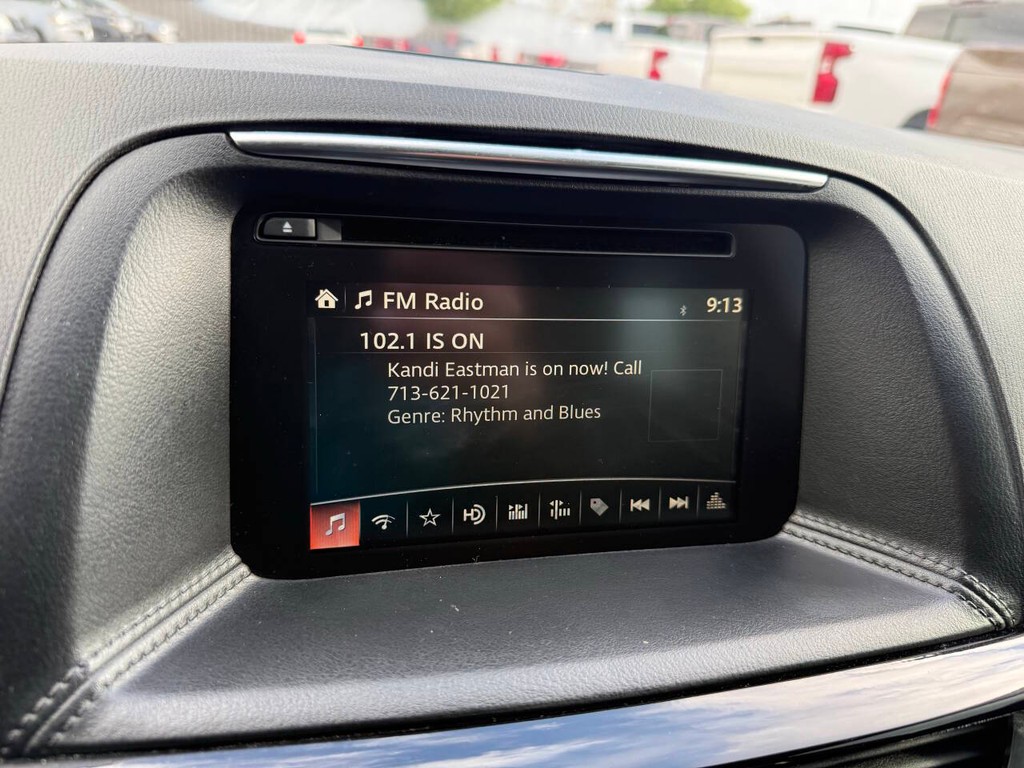 FM Radio
9:13
102.1 IS ON
Kandi Eastman is on now! Call
713-621-1021
Genre: Rhythm and Blues
HD